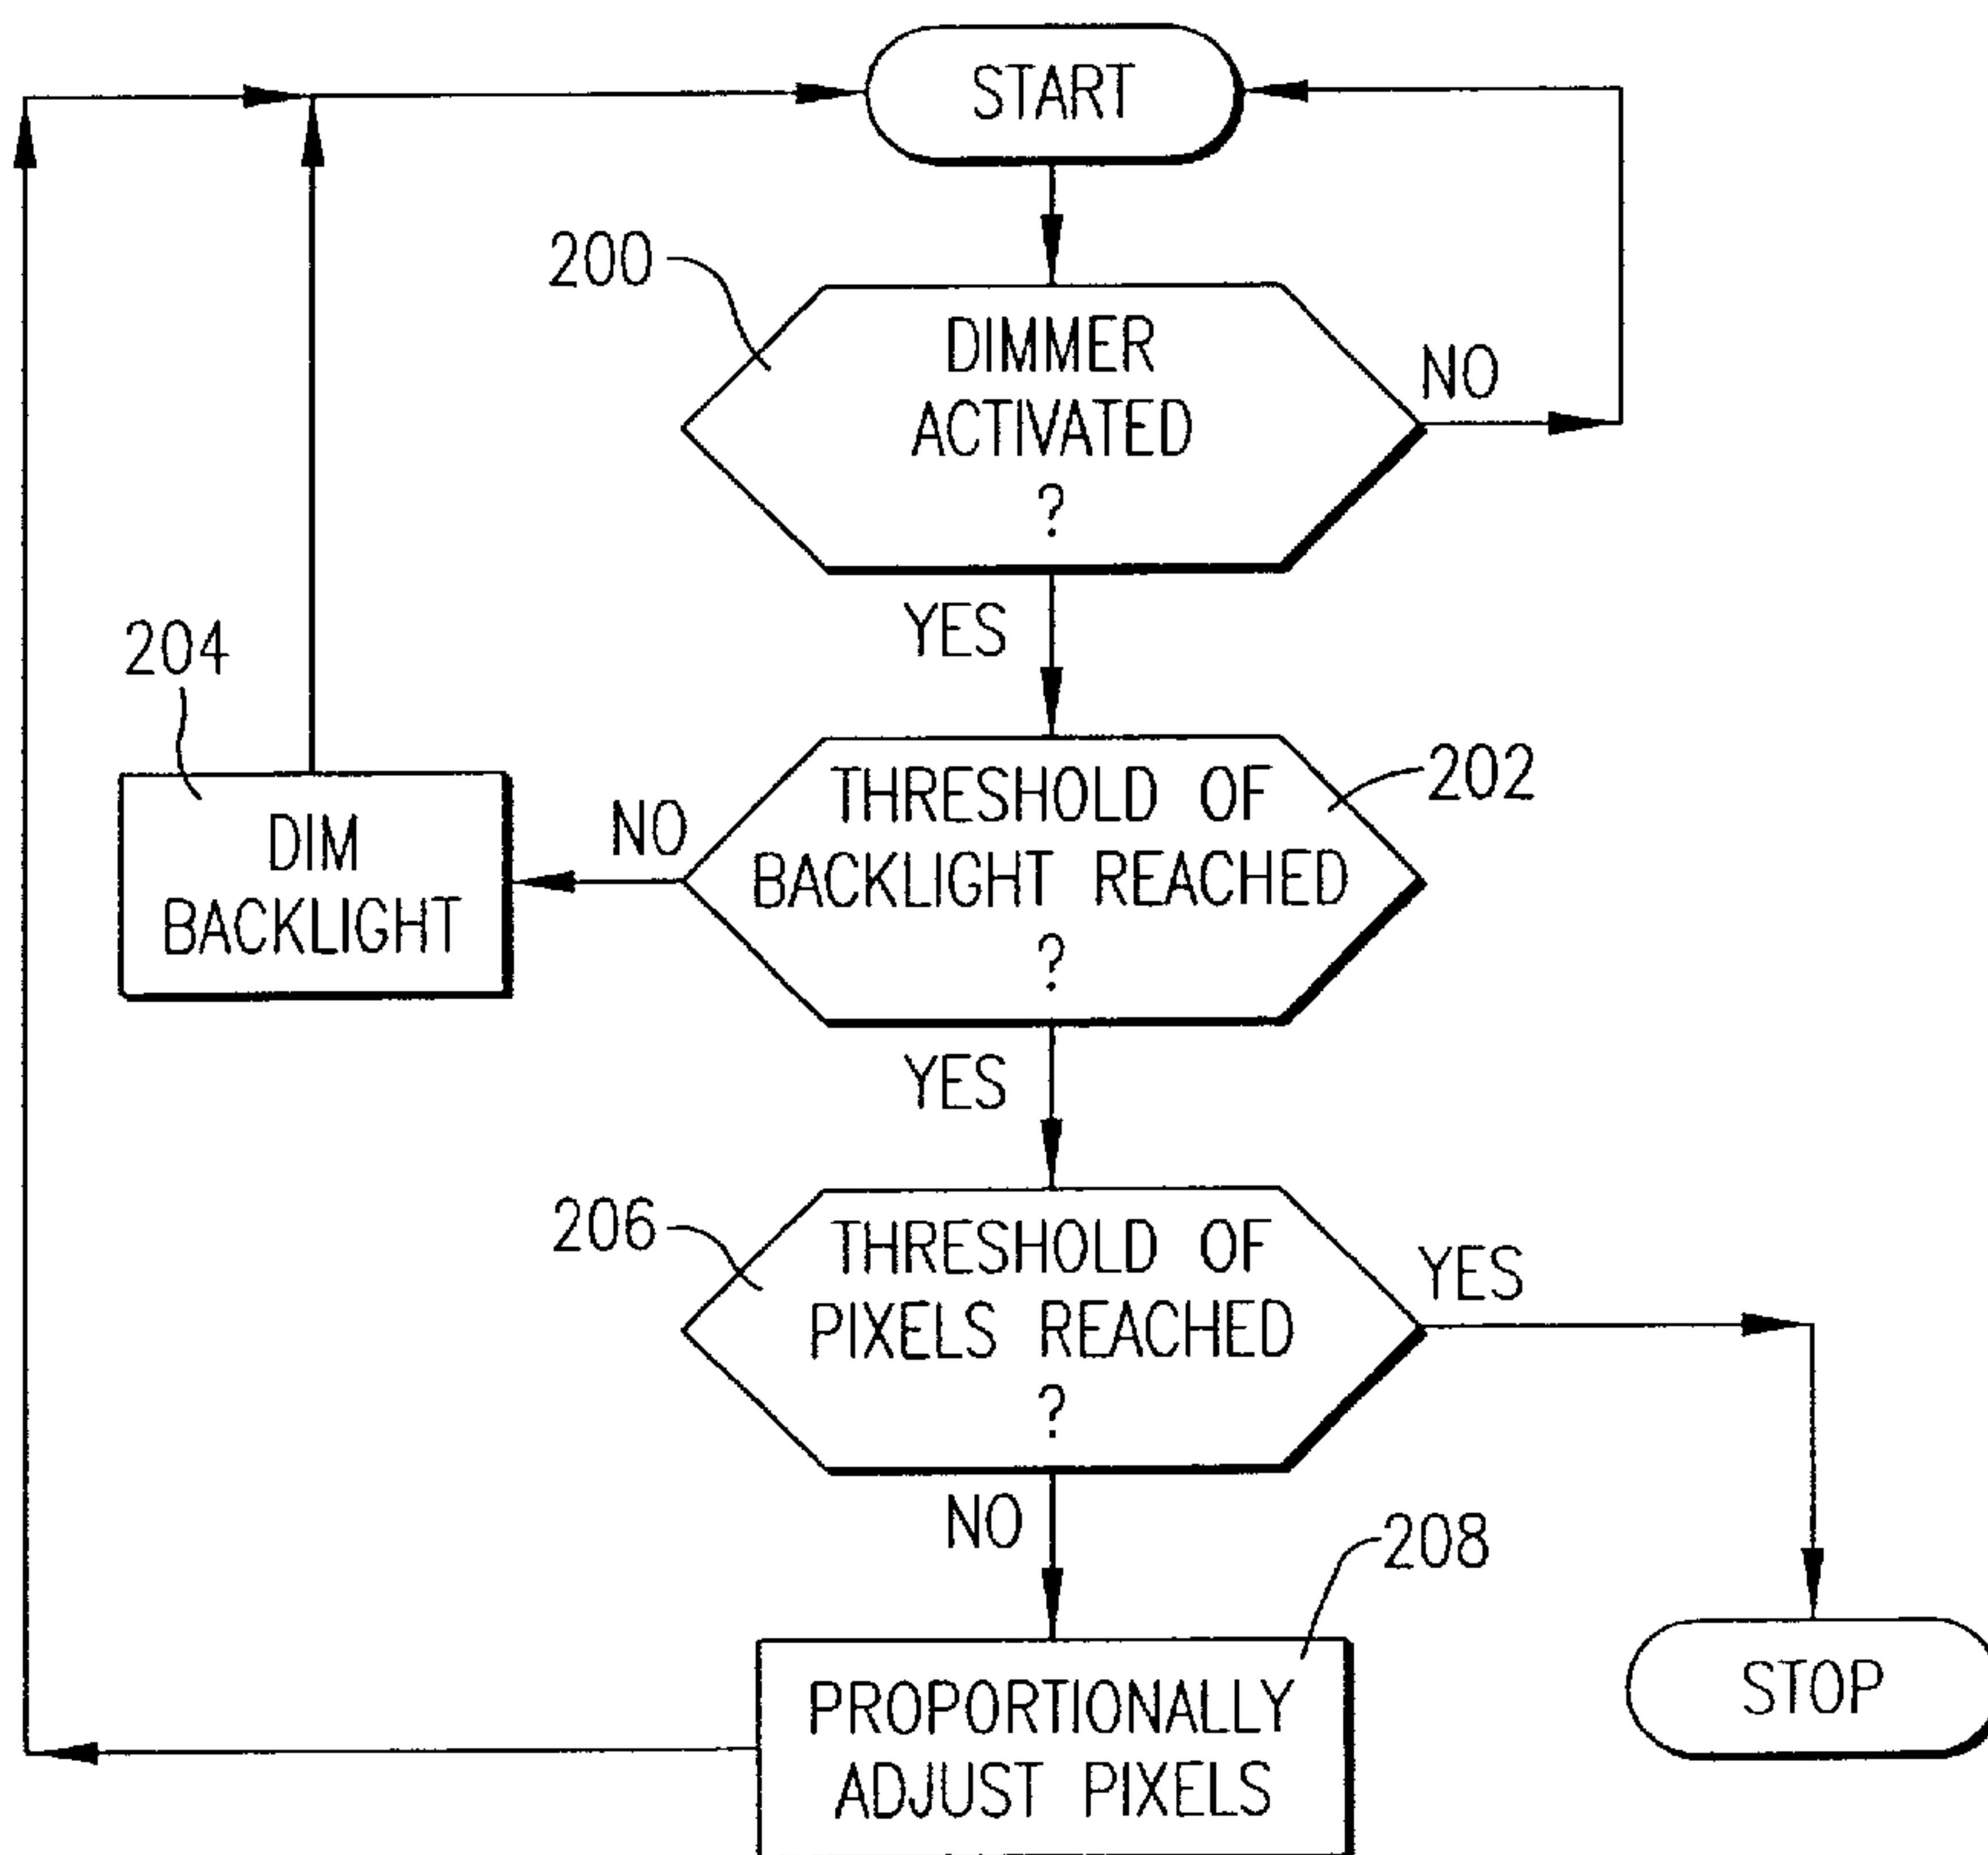 START
200
DIMMER
ACTIVATED
?
NO
YES
204
DIM
BACKLIGHT
NO
THRESHOLD OF
BACKLIGHT REACHED
?
202
YES
206
THRESHOLD OF
PIXELS REACHED
?
YES
NO
208
PROPORTIONALLY
ADJUST PIXELS
STOP